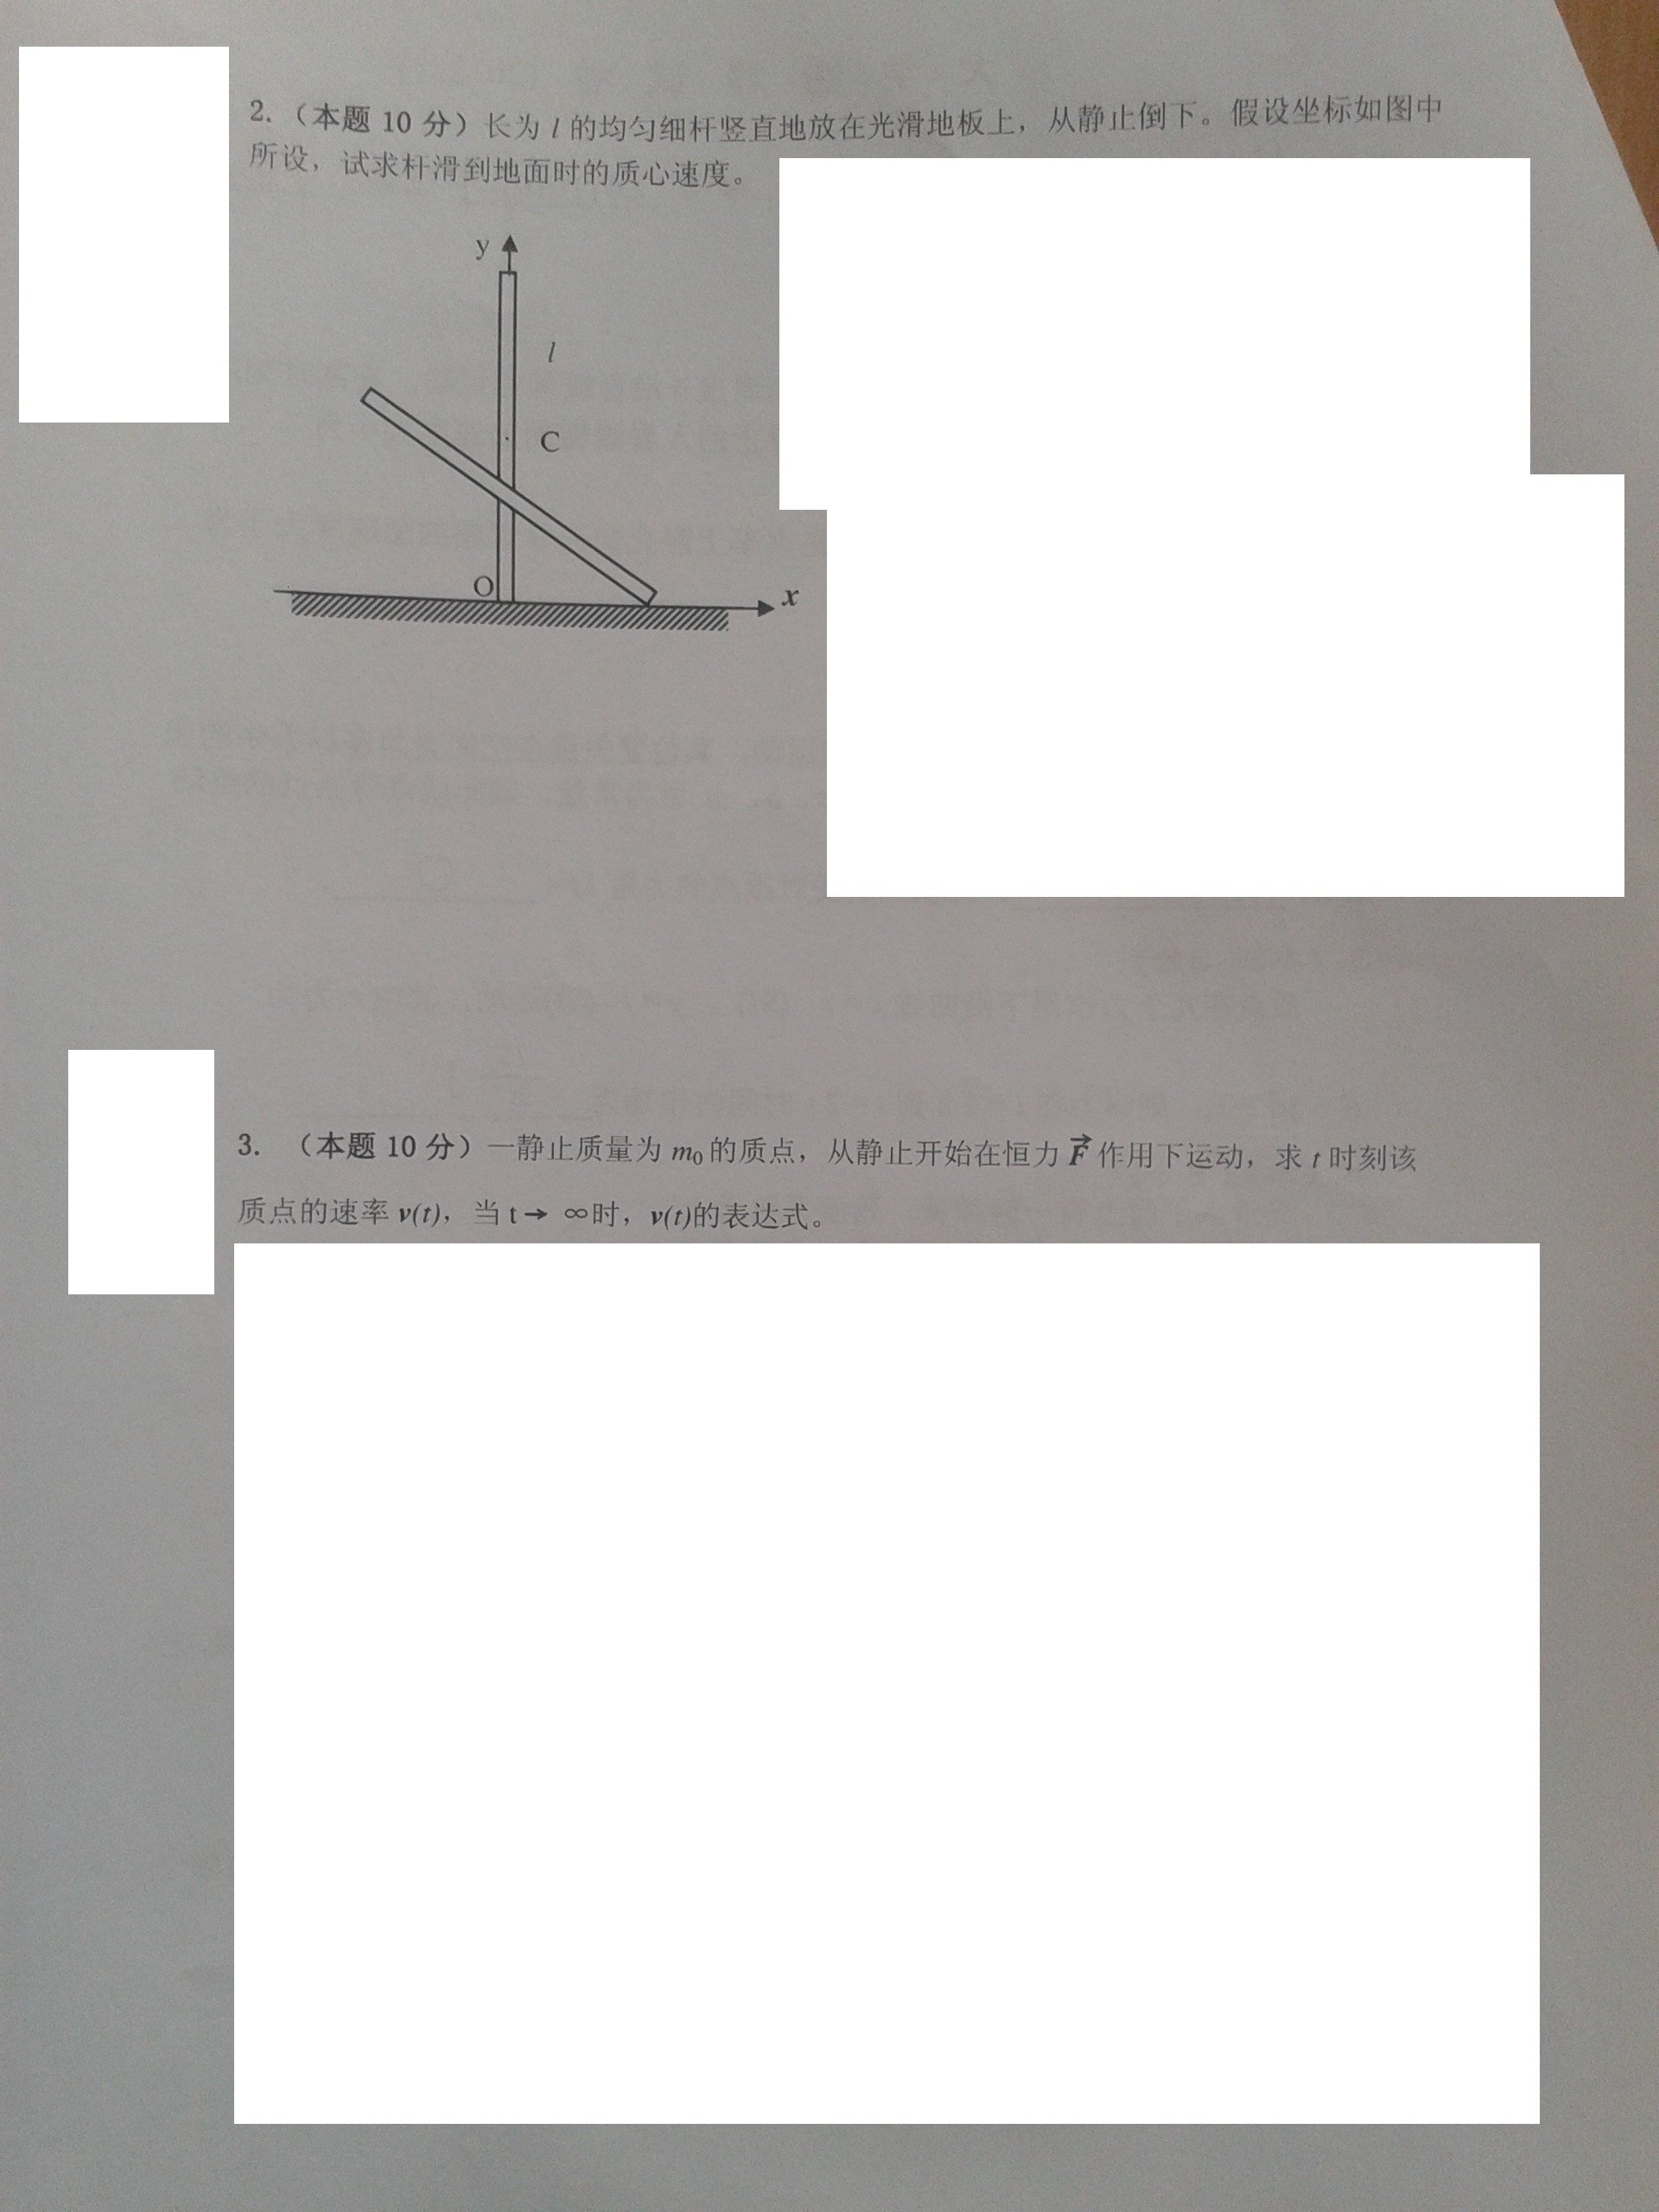 2.（本题 10 分）长为 l 的均匀细杆竖直地放在光滑地板上，从静止倒下。假设坐标如图中
所设，试求杆滑到地面时的质心速度。
y
l
C
O
x
3. （本题 10 分）一静止质量为 m₀ 的质点，从静止开始在恒力 F⃗ 作用下运动，求 t 时刻该
质点的速率 v(t)，当 t→ ∞时，v(t)的表达式。